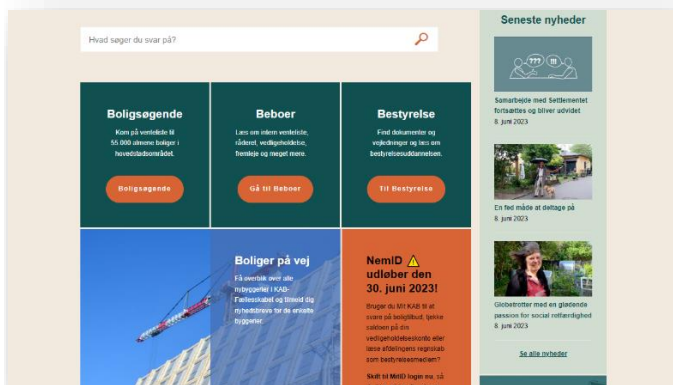 Hvad søger du svar på?
Boligsøgende
Kom på venteliste til
55.000 almene boliger i
hovedstadsområdet.
Boligsøgende
Beboer
Læs om intern venteliste,
råderet, vedligeholdelse,
fremleje og meget mere.
Gå til Beboer
Bestyrelse
Find dokumenter og
vejledninger og læs om
bestyrelsesuddannelsen.
Til Bestyrelse
Boliger på vej
Få overblik over alle
nybyggerier i KAB-
Fællesskabet og tilmeld dig
nyhedsbreve for de enkelte
byggerier.
NemID
udløber den
30. juni 2023!
Bruger du Mit KAB til at
svare på boligtilbud, tjekke
saldoen på din
vedligeholdelseskonto eller
læse afdelingens regnskab
som bestyrelsesmedlem?
Skift til MitID login nu, så
Seneste nyheder
??? !!!
Samarbejde med Settlementet
fortsættes og bliver udvidet
8. juni 2023
En fed måde at deltage på
8. juni 2023
Globetrotter med en glødende
passion for social retfærdighed
8. juni 2023
Se alle nyheder